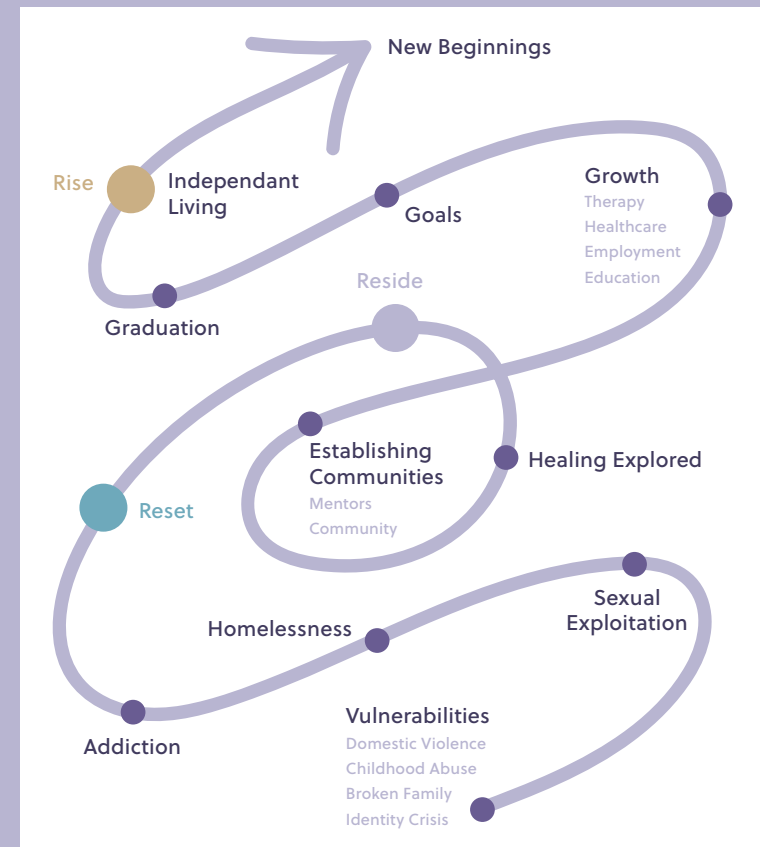 New Beginnings
Rise
Independant
Living
Growth
Therapy
Healthcare
Employment
Education
Goals
Graduation
Reside
Establishing
Communities
Mentors
Community
Healing Explored
Reset
Sexual
Exploitation
Homelessness
Vulnerabilities
Domestic Violence
Childhood Abuse
Broken Family
Identity Crisis
Addiction